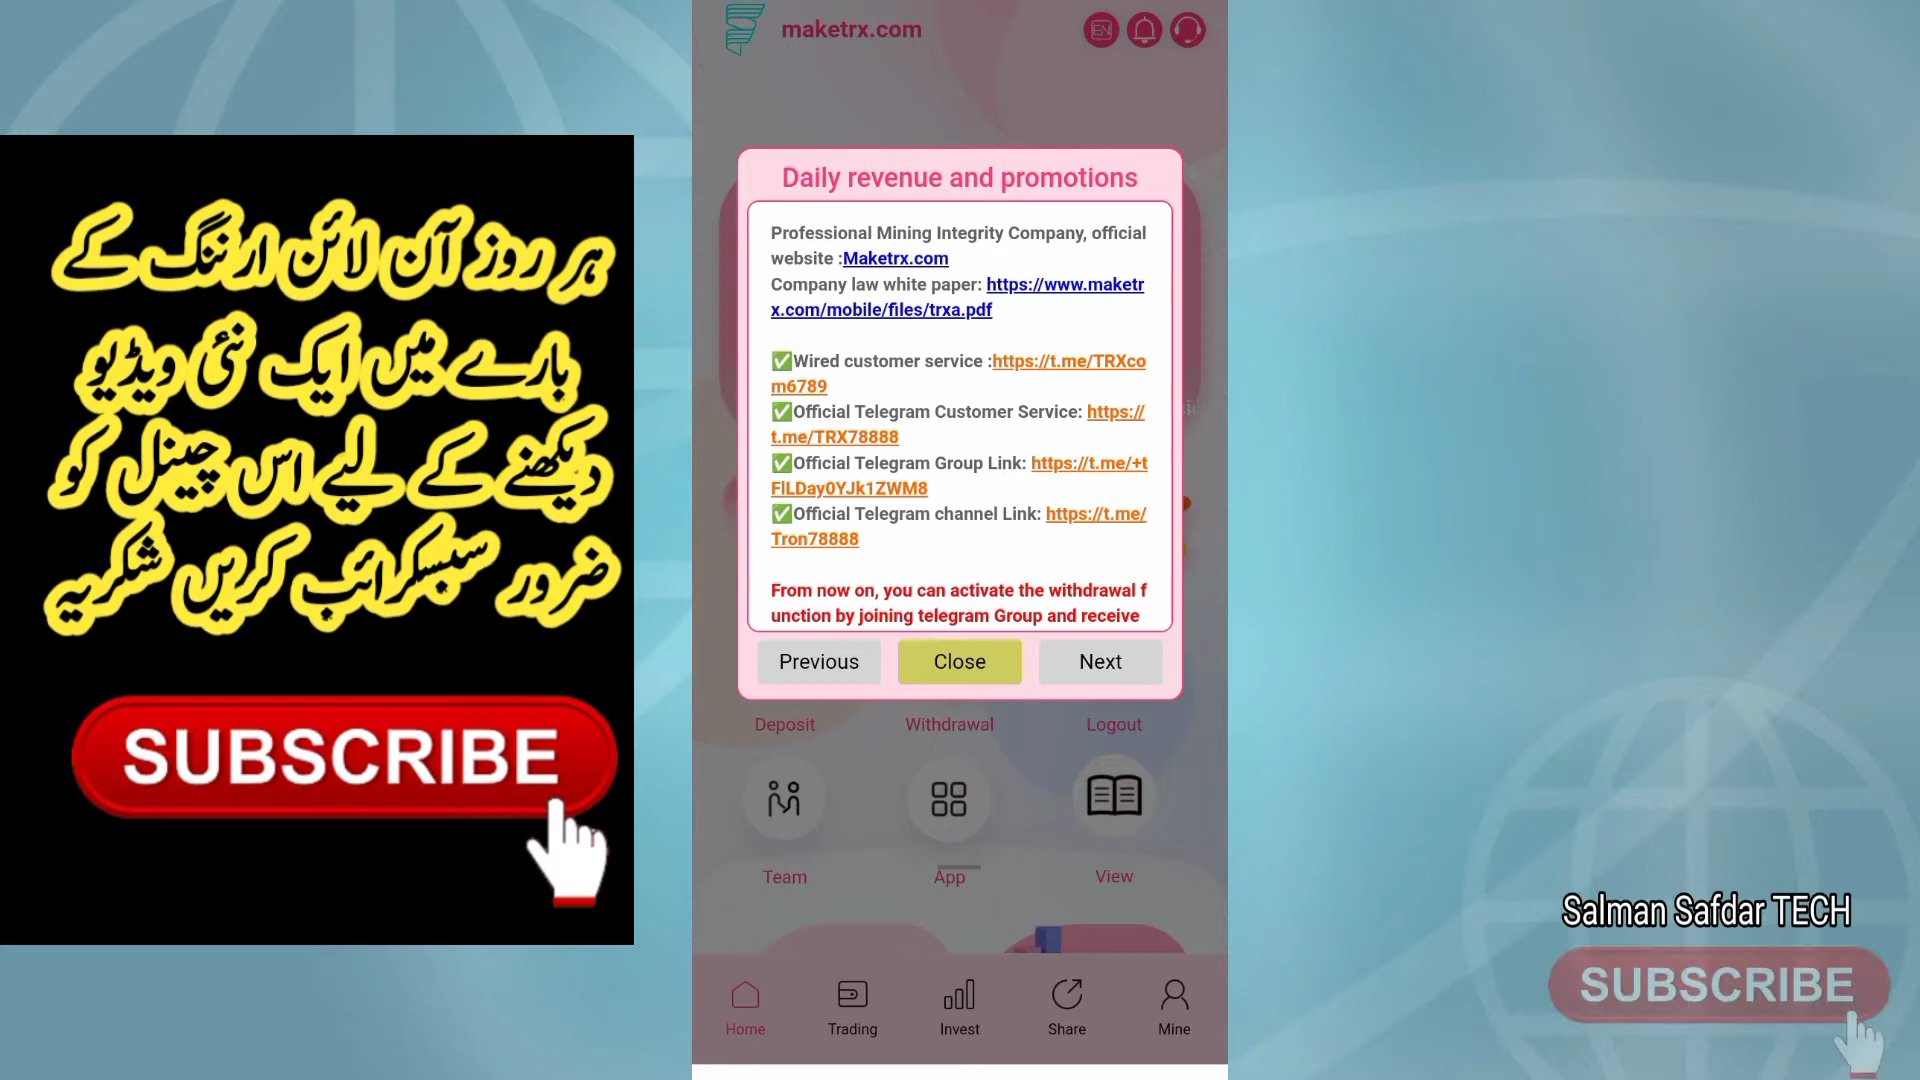 ہر روز آن لائن ارننگ کے
بارے میں ایک نئی ویڈیو
دیکھنے کے لیے اس چینل کو
ضرور سبسکرائب کریں شکریہ
SUBSCRIBE
maketrx.com
EN
Daily revenue and promotions
Professional Mining Integrity Company, official
website :Maketrx.com
Company law white paper: https://www.maketr
x.com/mobile/files/trxa.pdf
✅Wired customer service :https://t.me/TRXco
m6789
✅Official Telegram Customer Service: https://
t.me/TRX78888
✅Official Telegram Group Link: https://t.me/+t
FlLDay0YJk1ZWM8
✅Official Telegram channel Link: https://t.me/
Tron78888
From now on, you can activate the withdrawal f
unction by joining telegram Group and receive
Previous Close Next
Deposit Withdrawal Logout
Team App View
Home Trading Invest Share Mine
Salman Safdar TECH
SUBSCRIBE